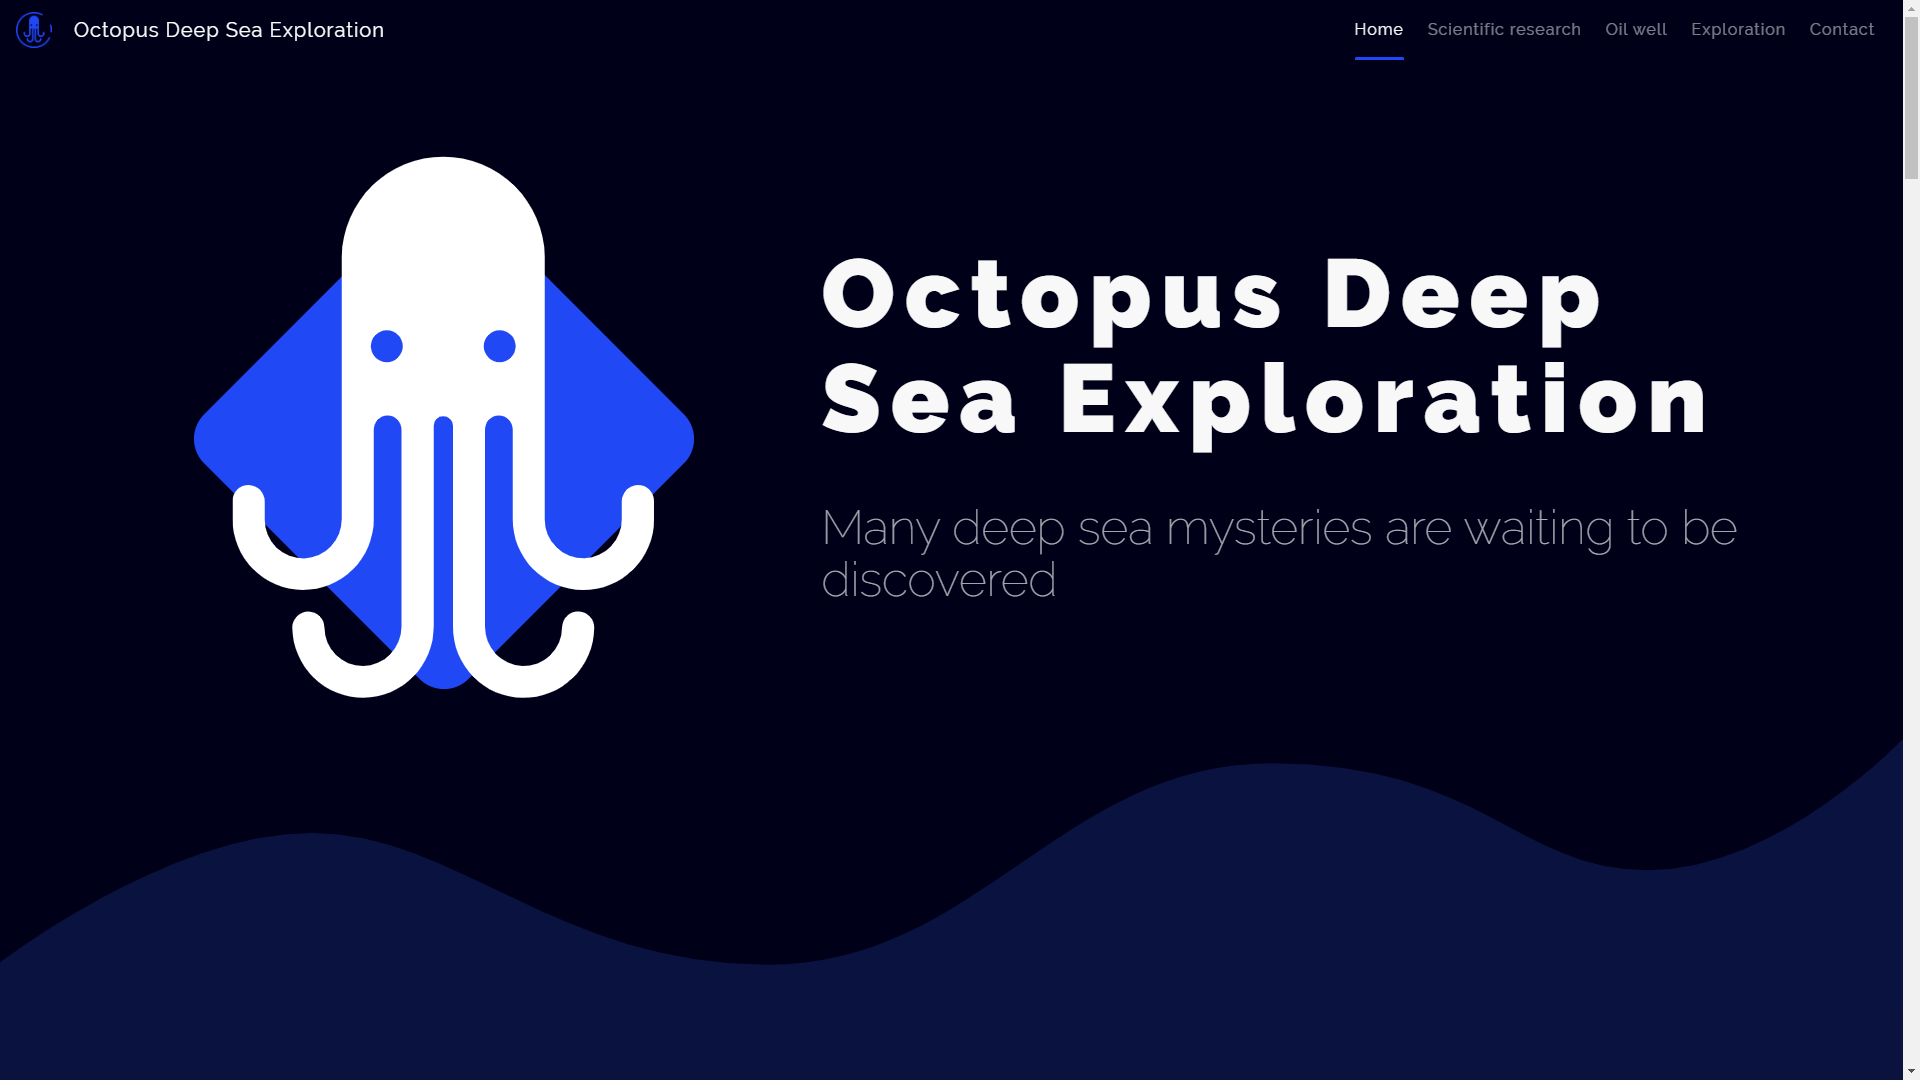 Octopus Deep Sea Exploration
Home
Scientific research
Oil well
Exploration
Contact
Octopus Deep
Sea Exploration
Many deep sea mysteries are waiting to be
discovered